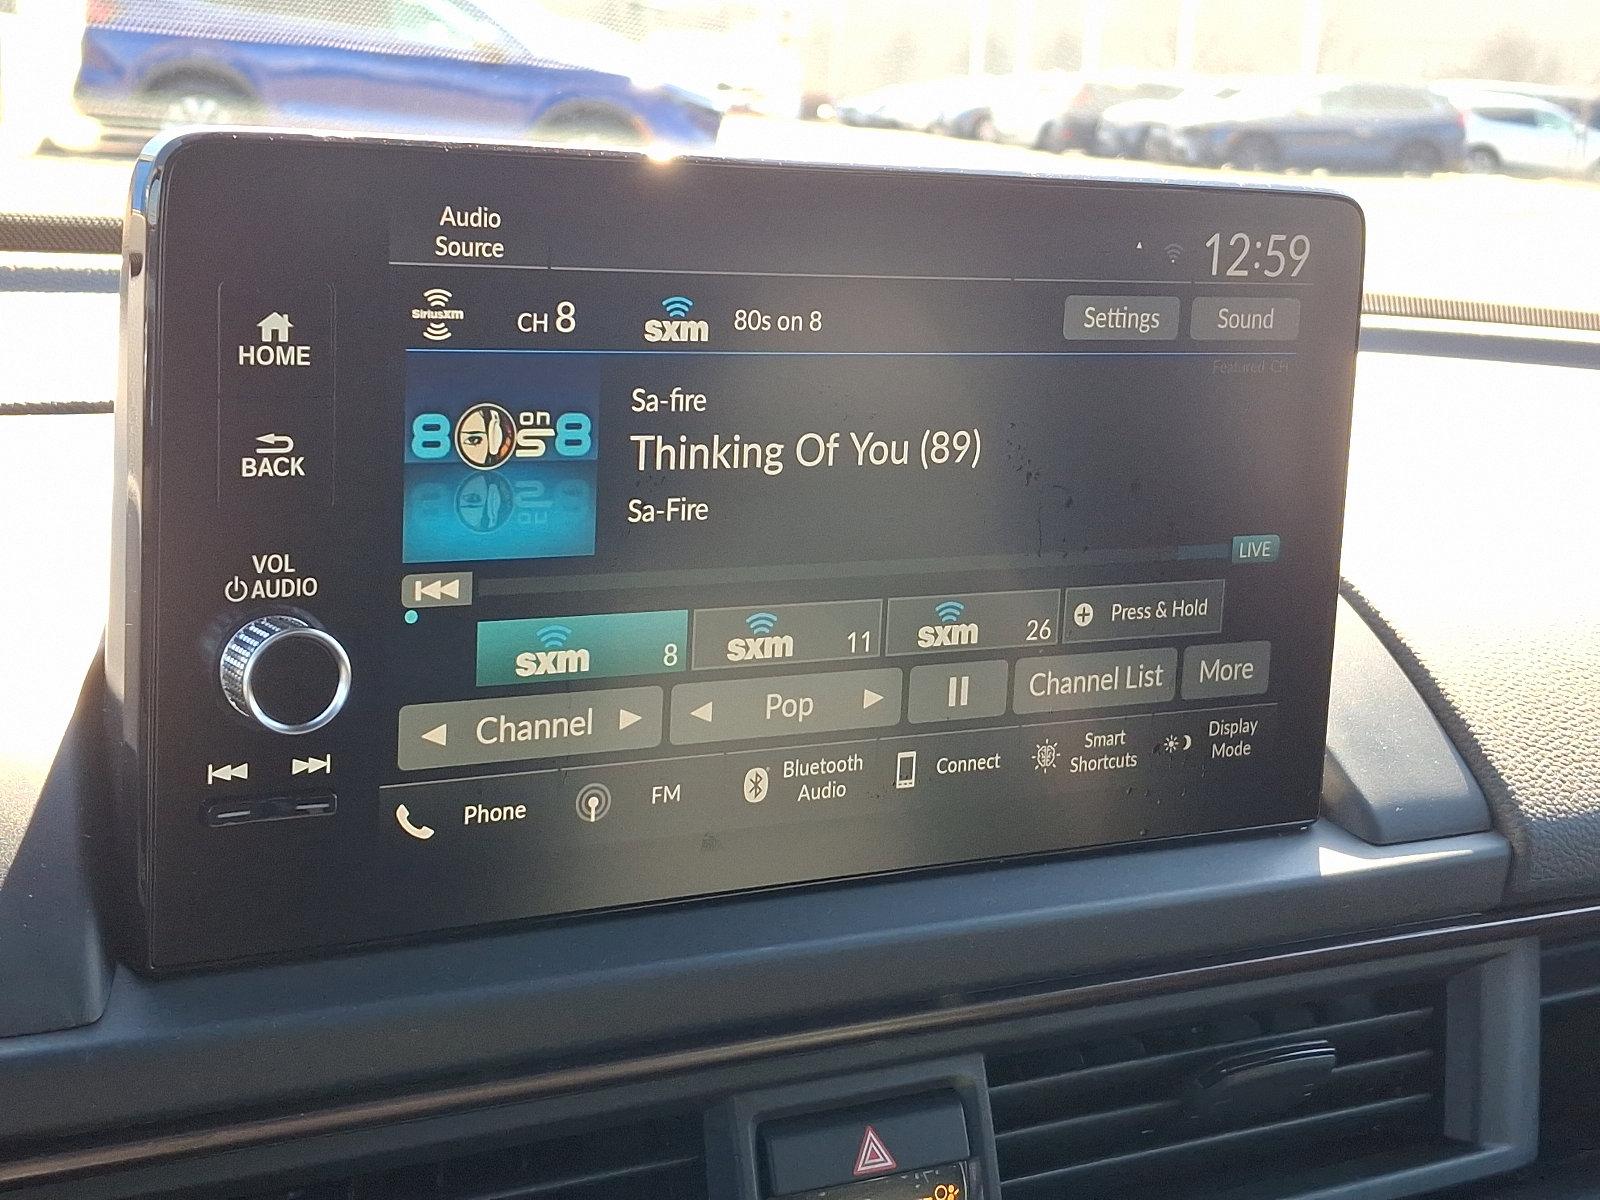 Audio
Source
12:59
SiriusXM
CH 8
sxm
80s on 8
Settings
Sound
Featured CH
HOME
BACK
VOL
AUDIO
80s on 8
Sa-fire
Thinking Of You (89)
Sa-Fire
LIVE
sxm 8
sxm 11
sxm 26
Press & Hold
Channel
Pop
Channel List
More
Phone
FM
Bluetooth
Audio
Connect
Smart
Shortcuts
Display
Mode